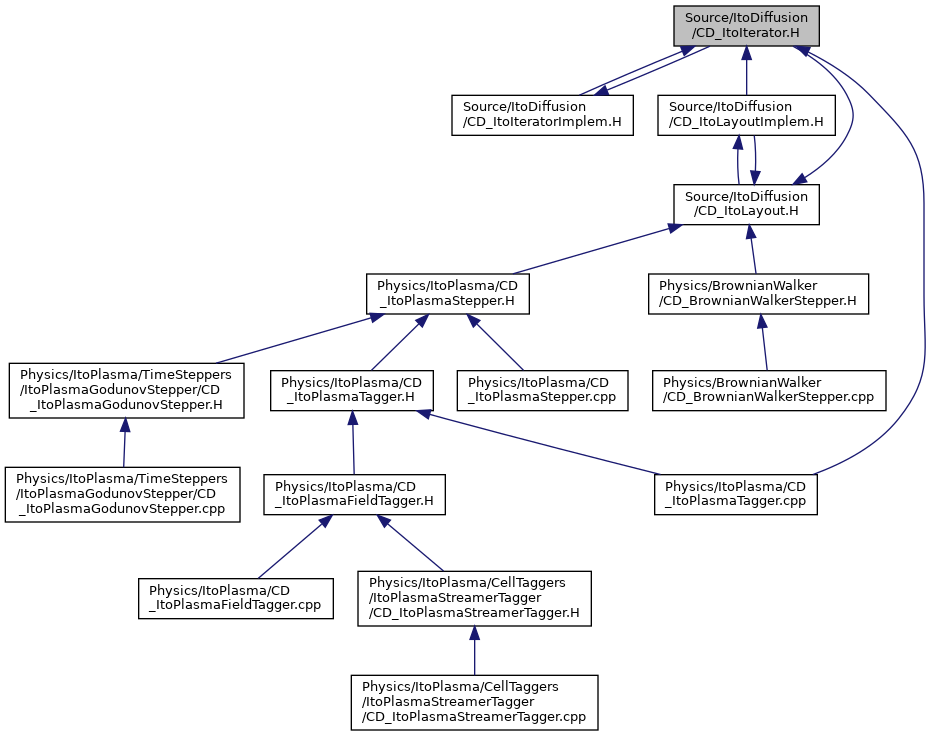 Source/ItoDiffusion
/CD_ItoIterator.H
Source/ItoDiffusion
/CD_ItoIteratorImplem.H
Source/ItoDiffusion
/CD_ItoLayoutImplem.H
Source/ItoDiffusion
/CD_ItoLayout.H
Physics/ItoPlasma/CD
_ItoPlasmaStepper.H
Physics/BrownianWalker
/CD_BrownianWalkerStepper.H
Physics/ItoPlasma/TimeSteppers
/ItoPlasmaGodunovStepper/CD
_ItoPlasmaGodunovStepper.H
Physics/ItoPlasma/CD
_ItoPlasmaTagger.H
Physics/ItoPlasma/CD
_ItoPlasmaStepper.cpp
Physics/BrownianWalker
/CD_BrownianWalkerStepper.cpp
Physics/ItoPlasma/TimeSteppers
/ItoPlasmaGodunovStepper/CD
_ItoPlasmaGodunovStepper.cpp
Physics/ItoPlasma/CD
_ItoPlasmaFieldTagger.H
Physics/ItoPlasma/CD
_ItoPlasmaTagger.cpp
Physics/ItoPlasma/CD
_ItoPlasmaFieldTagger.cpp
Physics/ItoPlasma/CellTaggers
/ItoPlasmaStreamerTagger
/CD_ItoPlasmaStreamerTagger.H
Physics/ItoPlasma/CellTaggers
/ItoPlasmaStreamerTagger
/CD_ItoPlasmaStreamerTagger.cpp